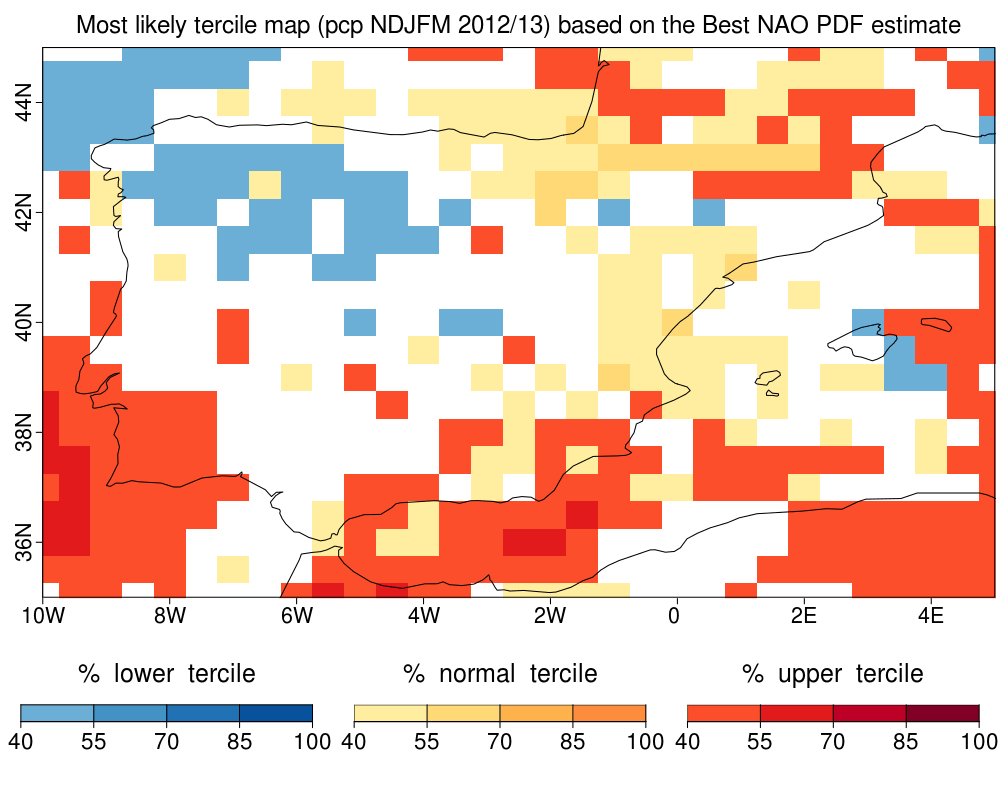 Most likely tercile map (pcp NDJFM 2012/13) based on the Best NAO PDF estimate
44N
42N
40N
38N
36N
10W 8W 6W 4W 2W 0 2E 4E
% lower tercile % normal tercile % upper tercile
40 55 70 85 100 40 55 70 85 100 40 55 70 85 100